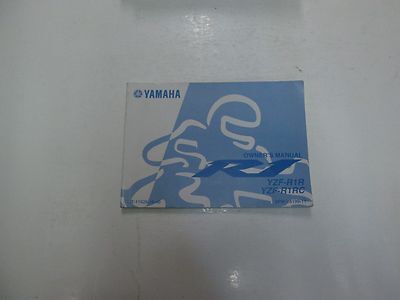 YAMAHA
OWNER'S MANUAL
R1
YZF-R1R
YZF-R1RC